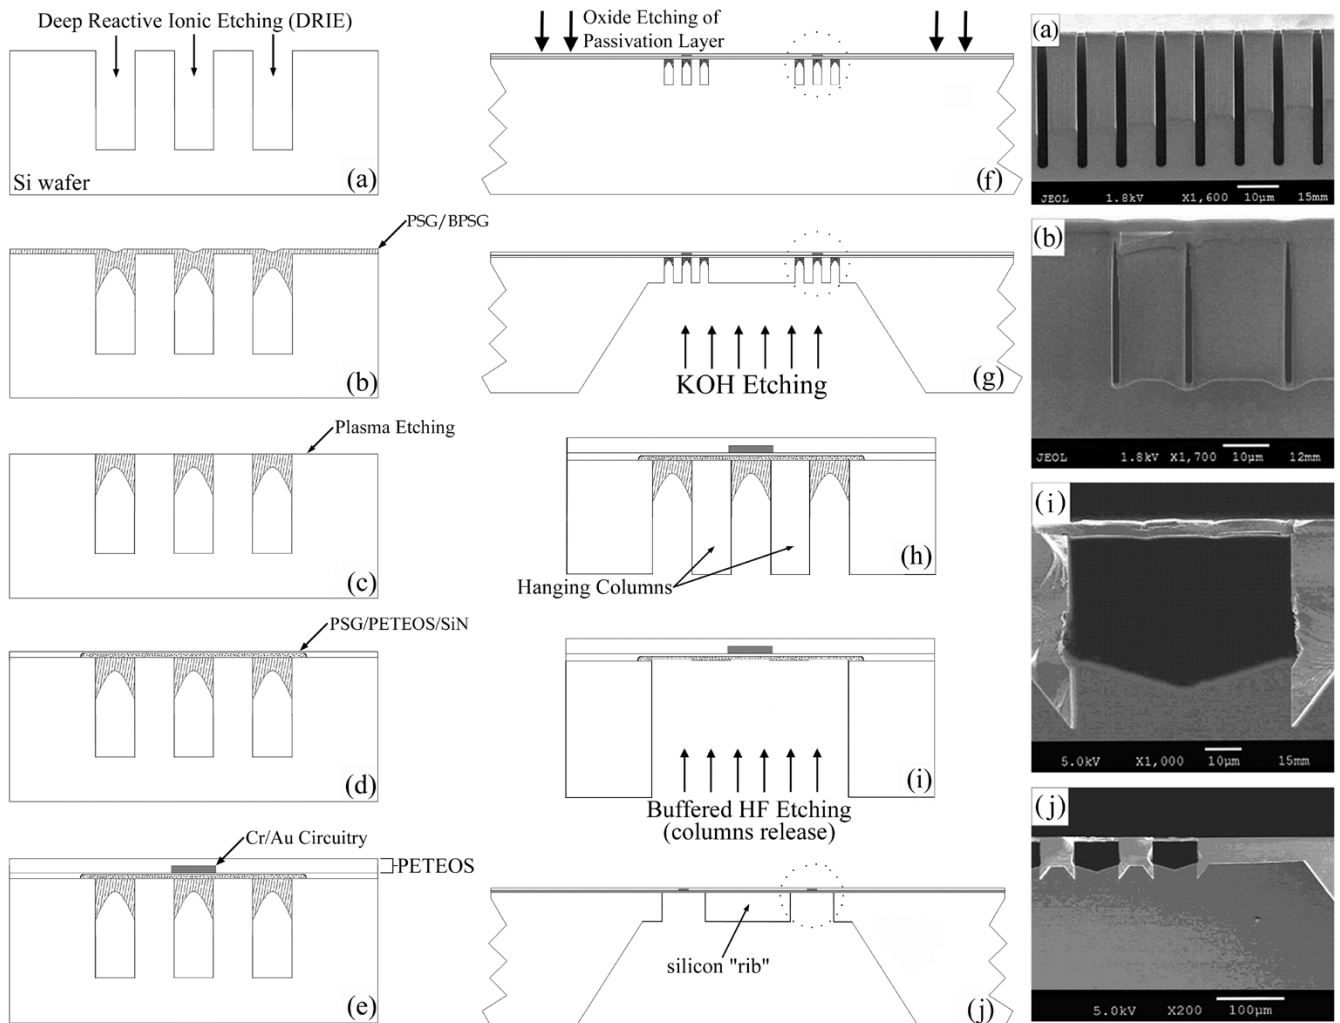 Deep Reactive Ionic Etching (DRIE)
Si wafer
(a)
PSG/BPSG
(b)
Plasma Etching
(c)
PSG/PETEOS/SiN
(d)
Cr/Au Circuitry
PETEOS
(e)
Oxide Etching of
Passivation Layer
(f)
KOH Etching
(g)
Hanging Columns
(h)
(i)
Buffered HF Etching
(columns release)
silicon "rib"
(j)
(a)
JEOL 1.8kV X1,600 10μm 15mm
(b)
JEOL 1.8kV X1,700 10μm 12mm
(i)
5.0kV X1,000 10μm 15mm
(j)
5.0kV X200 100μm